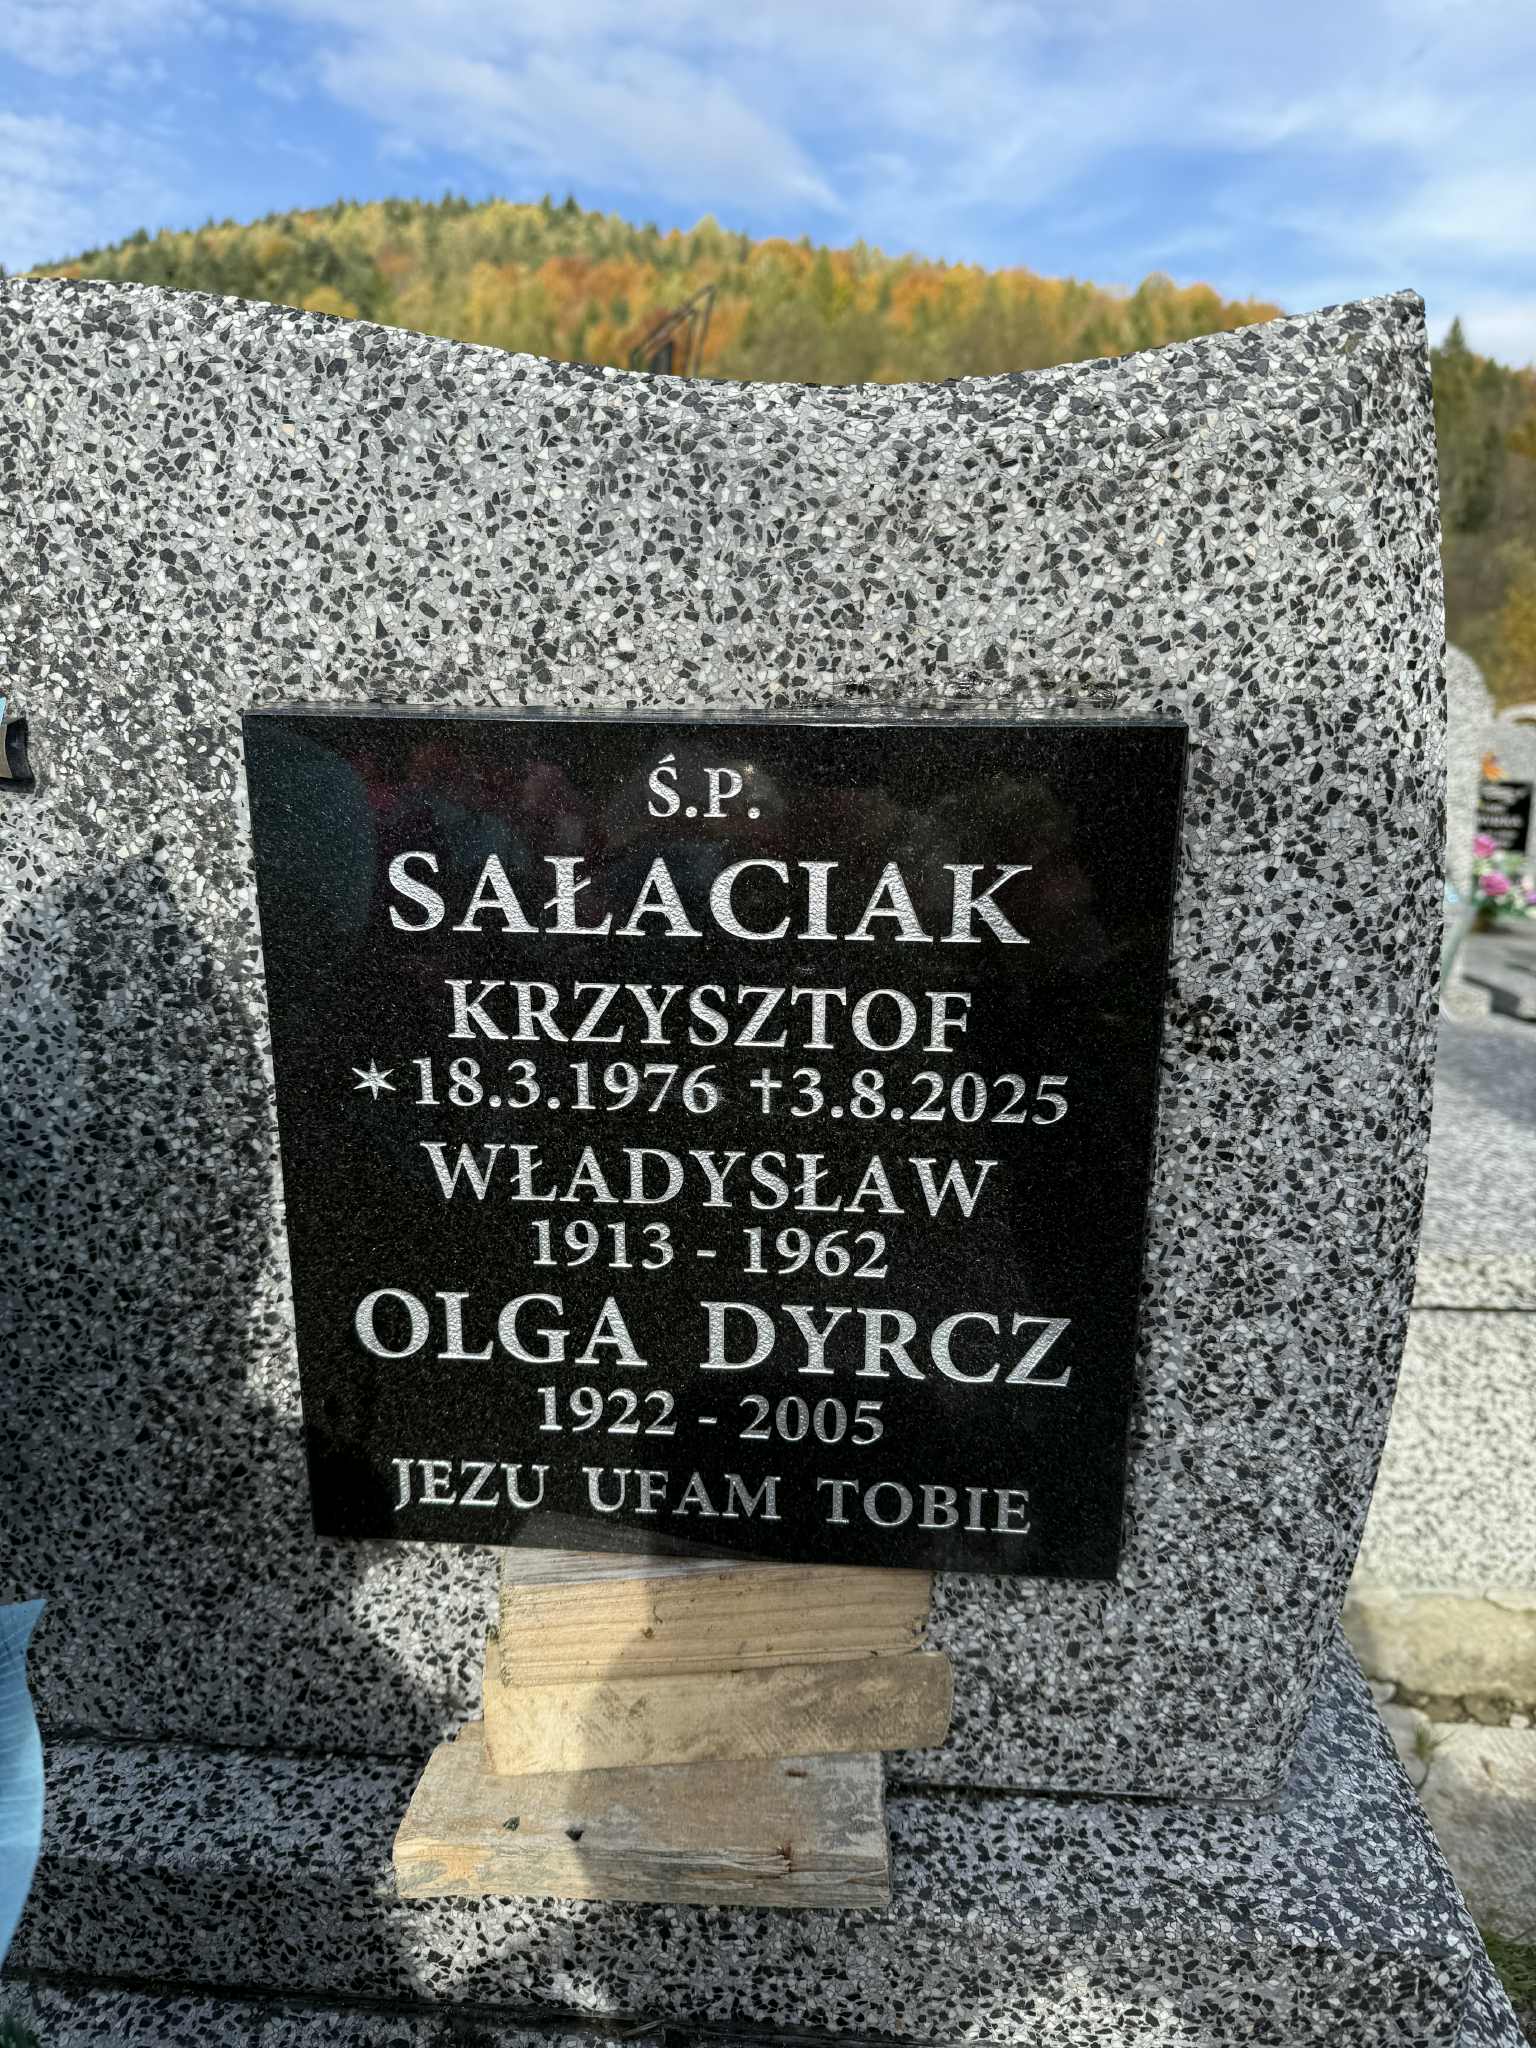 Ś.P.
SAŁACIAK
KRZYSZTOF
✶18.3.1976 ✝3.8.2025
WŁADYSŁAW
1913 - 1962
OLGA DYRCZ
1922 - 2005
JEZU UFAM TOBIE